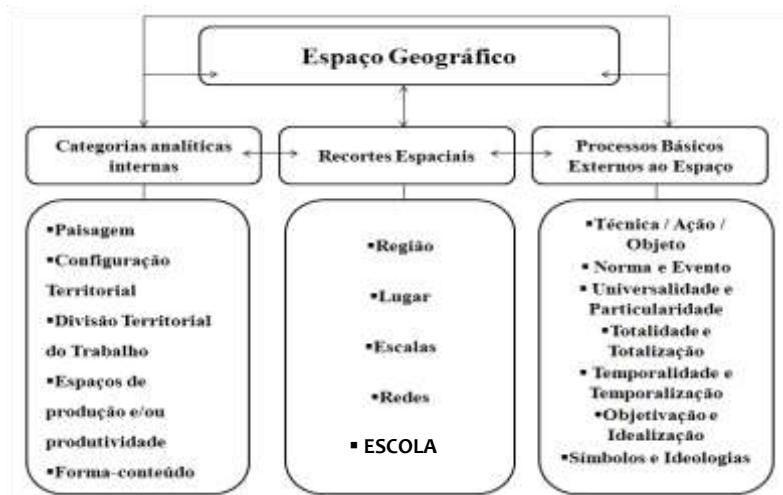 Espaço Geográfico
Categorias analíticas
internas
Recortes Espaciais
Processos Básicos
Externos ao Espaço
▪Paisagem
▪Configuração
Territorial
▪Divisão Territorial
do Trabalho
▪Espaços de
produção e/ou
produtividade
▪Forma-conteúdo
▪Região
▪Lugar
▪Escalas
▪Redes
▪ ESCOLA
▪Técnica / Ação /
Objeto
▪ Norma e Evento
▪ Universalidade e
Particularidade
▪Totalidade e
Totalização
▪ Temporalidade e
Temporalização
▪Objetivação e
Idealização
▪Símbolos e Ideologias